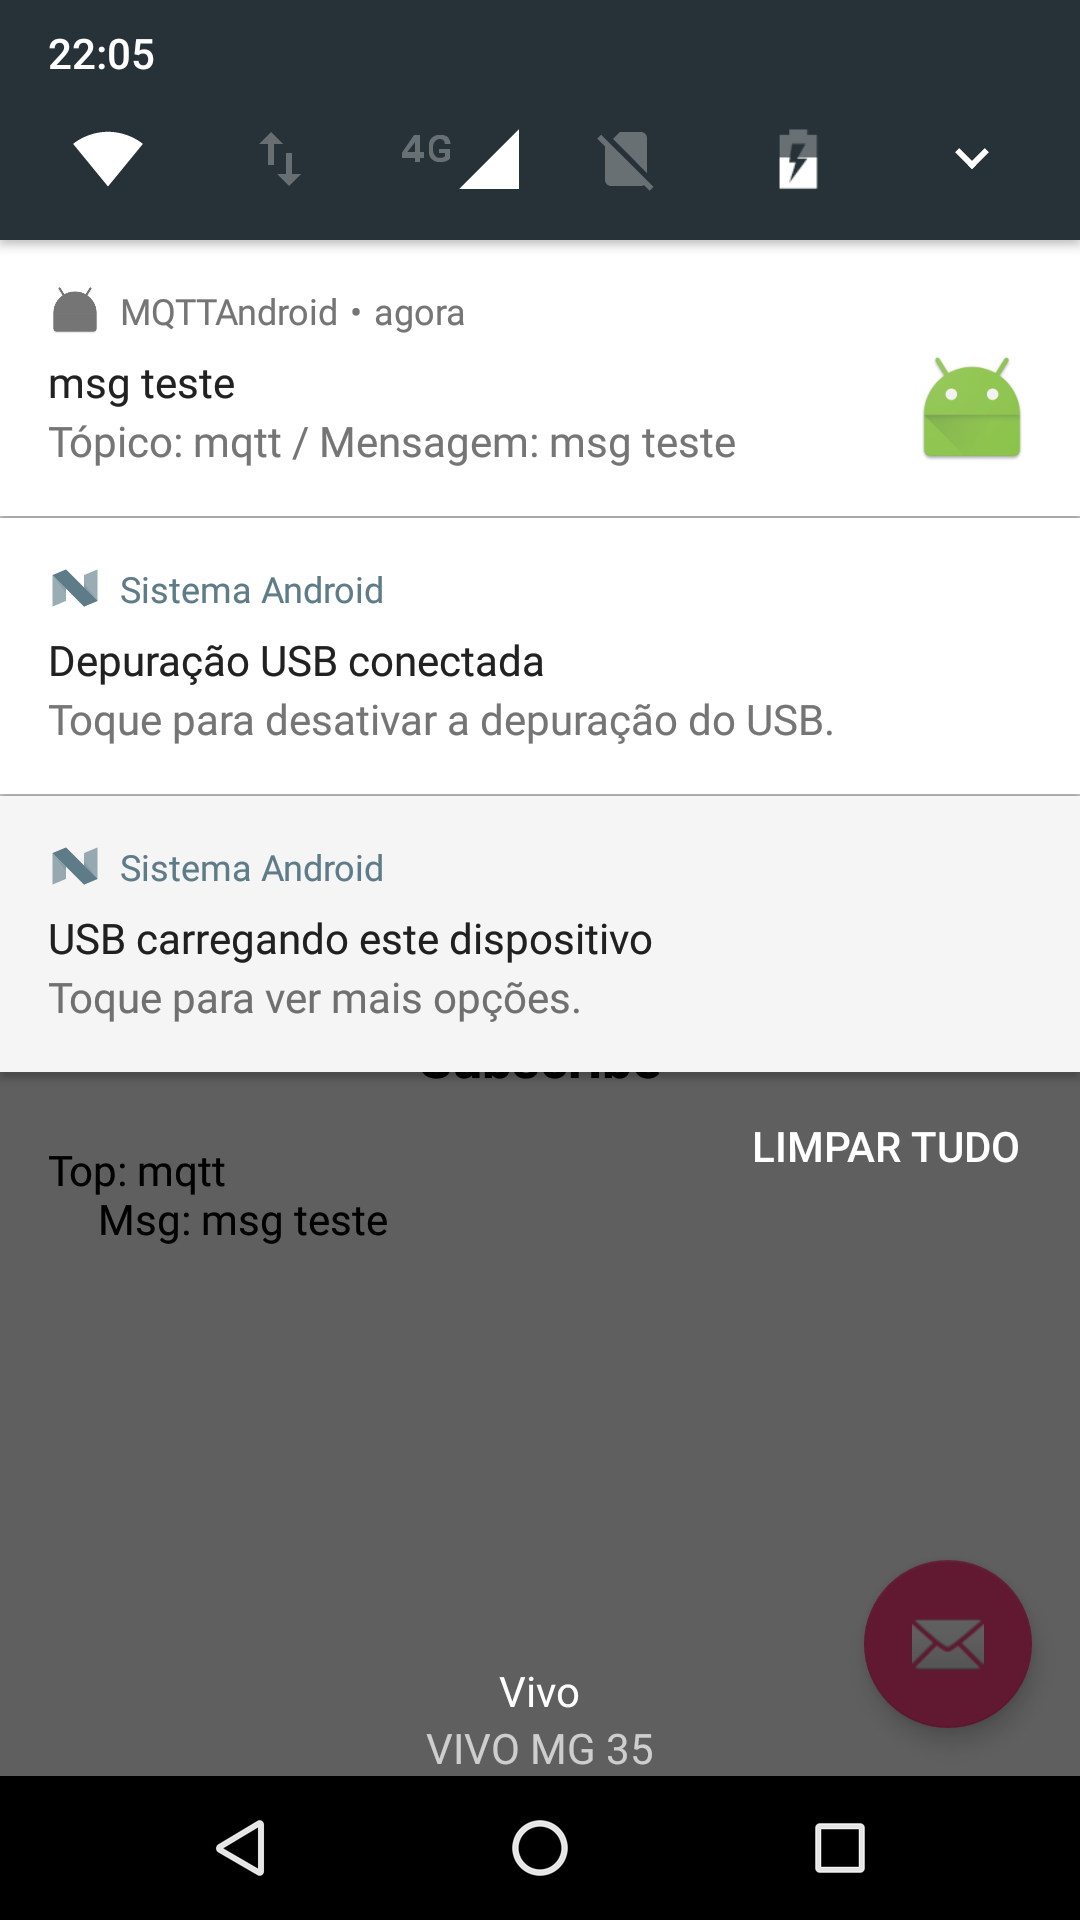 22:05
4G
MQTTAndroid • agora
msg teste
Tópico: mqtt / Mensagem: msg teste
Sistema Android
Depuração USB conectada
Toque para desativar a depuração do USB.
Sistema Android
USB carregando este dispositivo
Toque para ver mais opções.
Subscribe
LIMPAR TUDO
Top: mqtt
Msg: msg teste
Vivo
VIVO MG 35